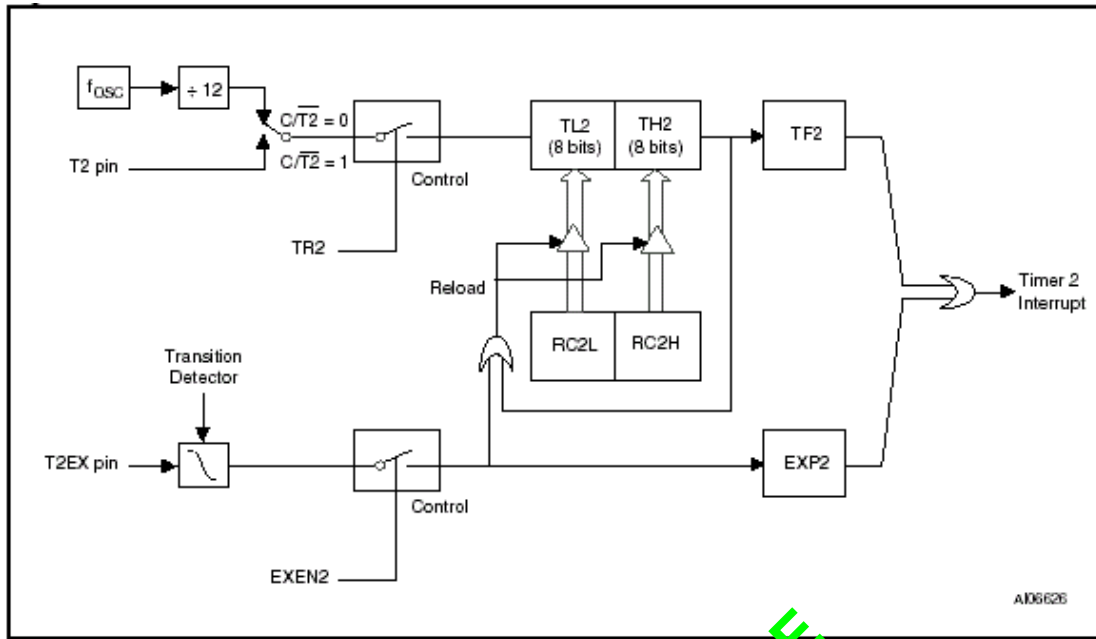 fOSC
÷ 12
C/T2 = 0
C/T2 = 1
T2 pin
Control
TR2
TL2
(8 bits)
TH2
(8 bits)
TF2
Reload
RC2L
RC2H
Timer 2
Interrupt
Transition
Detector
T2EX pin
Control
EXEN2
EXP2
AI06626